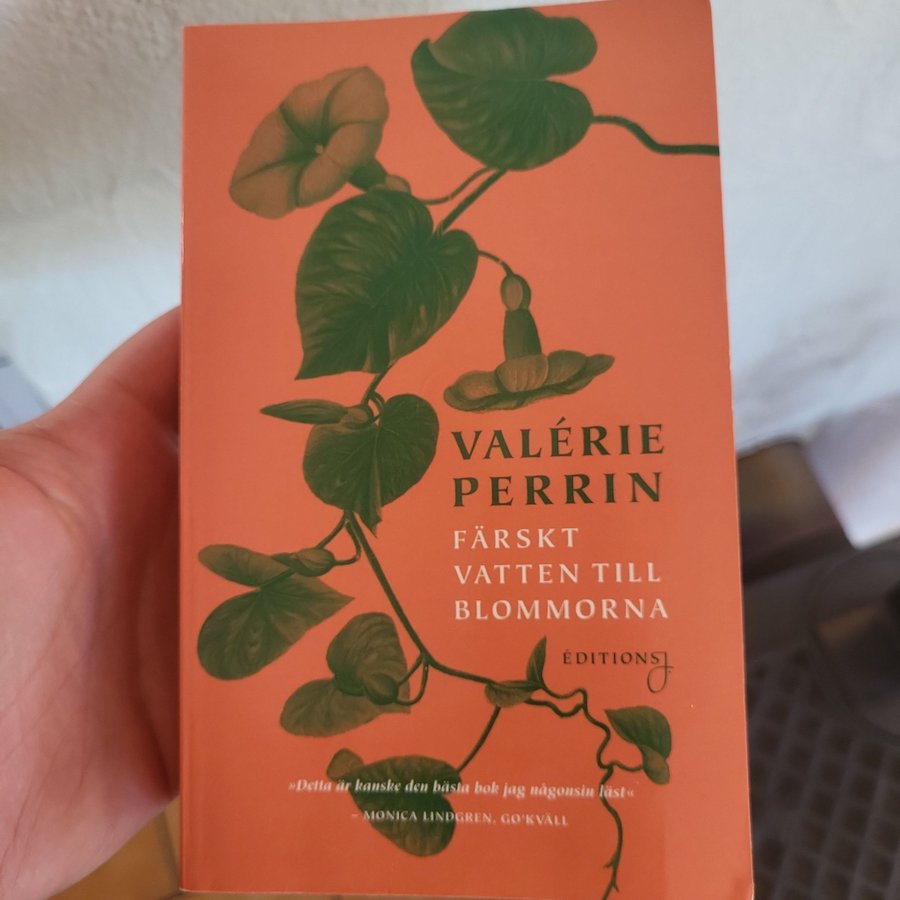 VALÉRIE
PERRIN
FÄRSKT
VATTEN TILL
BLOMMORNA
ÉDITIONS J
»Detta är kanske den bästa bok jag någonsin läst«
– MONICA LINDGREN, GO'KVÄLL